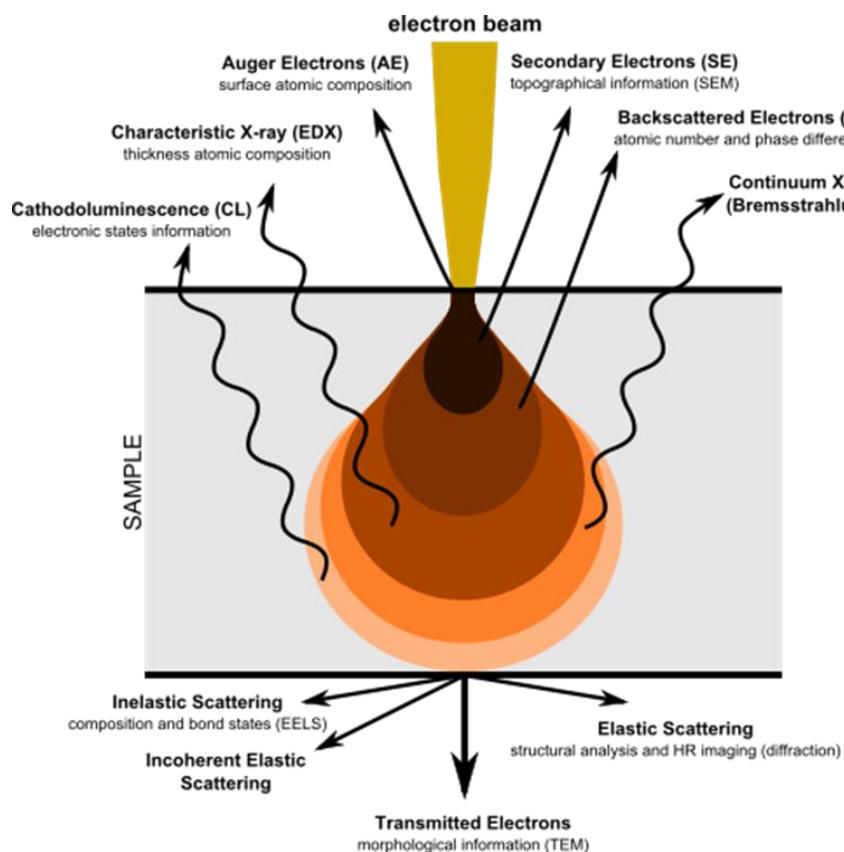 electron beam
Auger Electrons (AE)
surface atomic composition
Secondary Electrons (SE)
topographical information (SEM)
Characteristic X-ray (EDX)
thickness atomic composition
Backscattered Electrons (
atomic number and phase differe
Cathodoluminescence (CL)
electronic states information
Continuum X
(Bremsstrahlu
SAMPLE
Inelastic Scattering
composition and bond states (EELS)
Incoherent Elastic
Scattering
Elastic Scattering
structural analysis and HR imaging (diffraction)
Transmitted Electrons
morphological information (TEM)